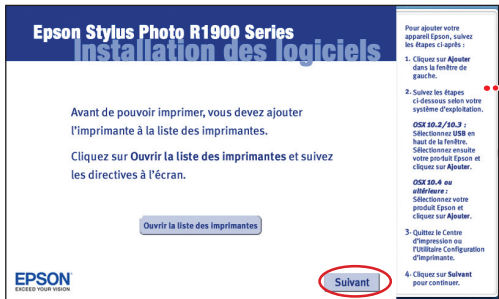 Epson Stylus Photo R1900 Series
Installation des logiciels
Avant de pouvoir imprimer, vous devez ajouter
l'imprimante à la liste des imprimantes.
Cliquez sur Ouvrir la liste des imprimantes et suivez
les directives à l'écran.
Ouvrir la liste des imprimantes
EPSON
EXCEED YOUR VISION
Suivant
Pour ajouter votre
appareil Epson, suivez
les étapes ci-après :
1. Cliquez sur Ajouter
dans la fenêtre de
gauche.
2. Suivez les étapes
ci-dessous selon votre
système d'exploitation.
OSX 10.2/10.3 :
Sélectionnez USB en
haut de la fenêtre.
Sélectionnez ensuite
votre produit Epson et
cliquez sur Ajouter.
OSX 10.4 ou
ultérieure :
Sélectionnez votre
produit Epson et
cliquez sur Ajouter.
3. Quittez le Centre
d'impression ou
l'Utilitaire Configuration
d'imprimante.
4. Cliquez sur Suivant
pour continuer.